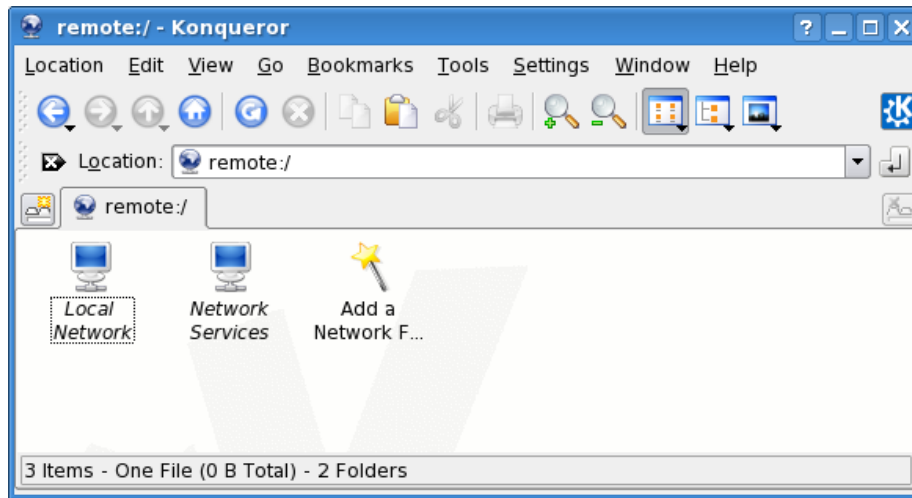 remote:/ - Konqueror
Location Edit View Go Bookmarks Tools Settings Window Help
Location: remote:/
remote:/
Local Network
Network Services
Add a Network F...
3 Items - One File (0 B Total) - 2 Folders